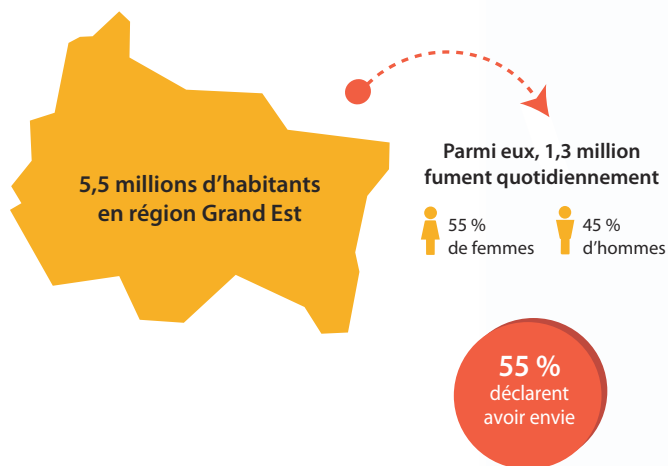 5,5 millions d’habitants
en région Grand Est
Parmi eux, 1,3 million
fument quotidiennement
55 %
de femmes
45 %
d’hommes
55 %
déclarent
avoir envie